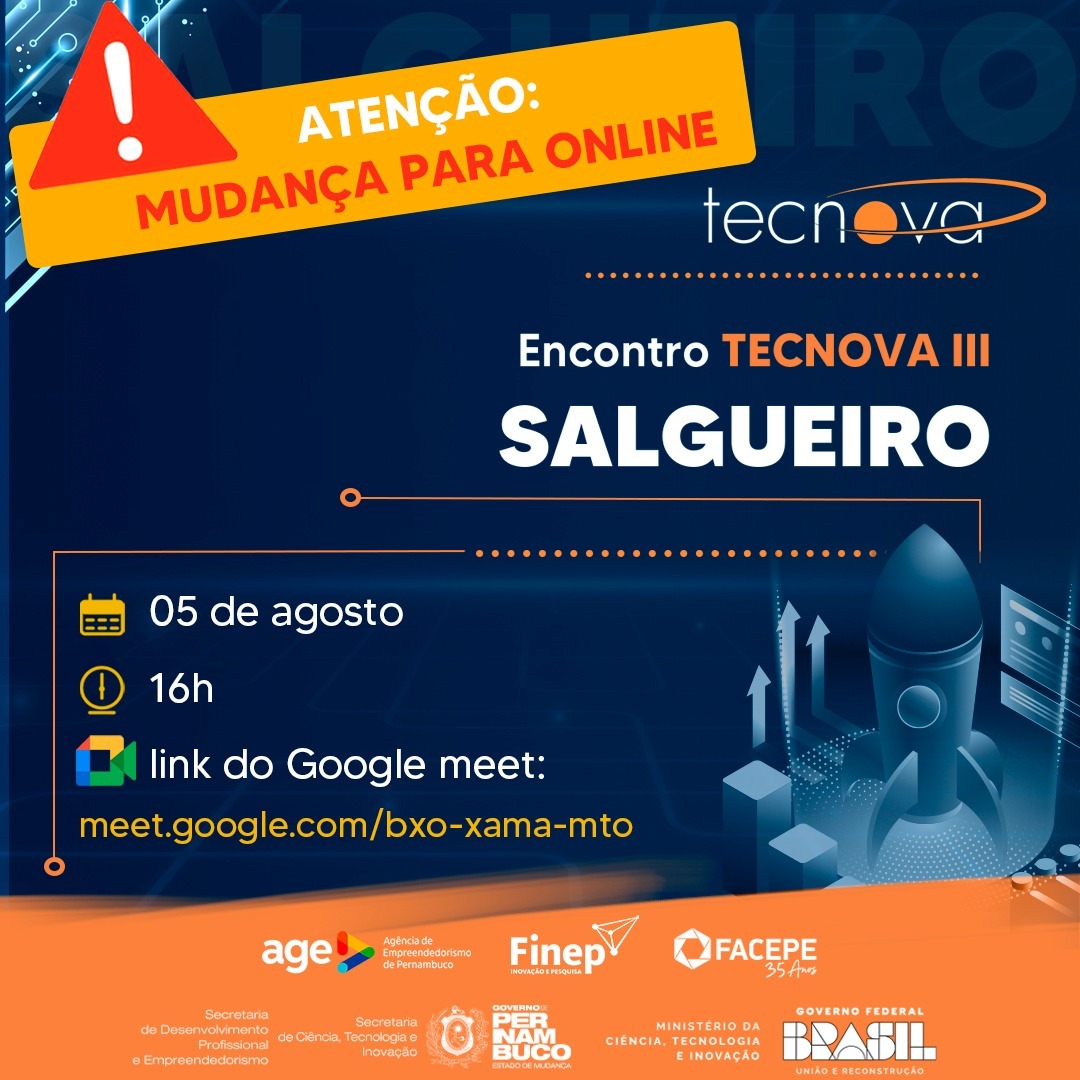 SALGUEIRO
ATENÇÃO:
MUDANÇA PARA ONLINE
tecnova
Encontro TECNOVA III
SALGUEIRO
05 de agosto
16h
link do Google meet:
meet.google.com/bxo-xama-mto
age
Agência de
Empreendedorismo
de Pernambuco
Finep
INOVAÇÃO E PESQUISA
FACEPE
35 Anos
Secretaria
de Desenvolvimento
Profissional
e Empreendedorismo
Secretaria
de Ciência, Tecnologia e
Inovação
GOVERNO DE
PER
NAM
BUCO
ESTADO DE MUDANÇA
MINISTÉRIO DA
CIÊNCIA, TECNOLOGIA
E INOVAÇÃO
GOVERNO FEDERAL
BRASIL
UNIÃO E RECONSTRUÇÃO